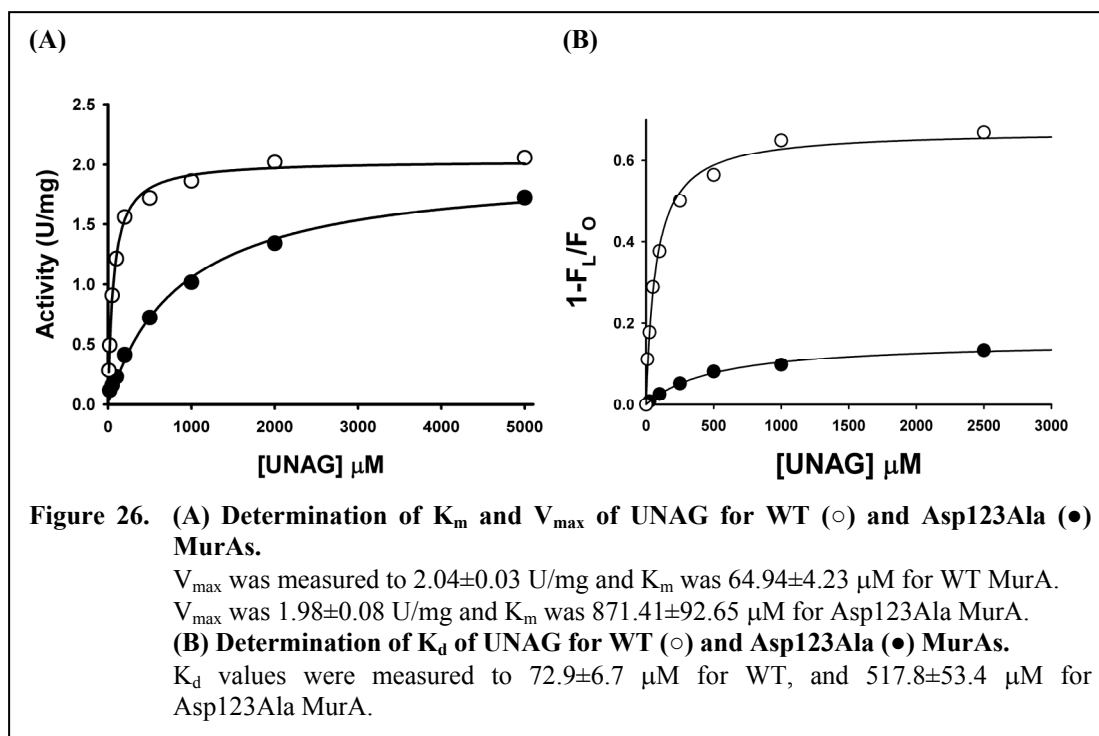 (A)
(B)
Activity (U/mg)
2.5
2.0
1.5
1.0
0.5
0.0
0 1000 2000 3000 4000 5000
[UNAG] μM
1-FL/FO
0.6
0.4
0.2
0.0
0 500 1000 1500 2000 2500 3000
[UNAG] μM
Figure 26. (A) Determination of Km and Vmax of UNAG for WT (○) and Asp123Ala (●)
MurAs.
Vmax was measured to 2.04±0.03 U/mg and Km was 64.94±4.23 μM for WT MurA.
Vmax was 1.98±0.08 U/mg and Km was 871.41±92.65 μM for Asp123Ala MurA.
(B) Determination of Kd of UNAG for WT (○) and Asp123Ala (●) MurAs.
Kd values were measured to 72.9±6.7 μM for WT, and 517.8±53.4 μM for
Asp123Ala MurA.